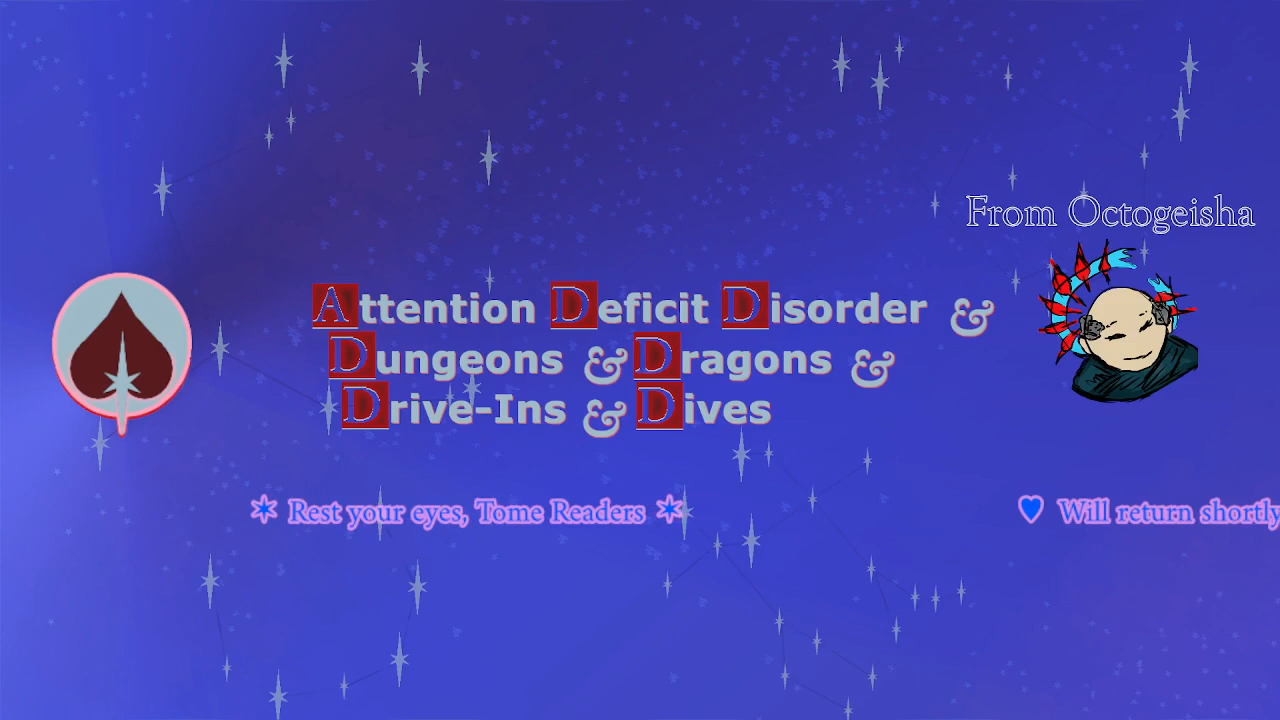 From Octogeisha
Attention Deficit Disorder &
Dungeons & Dragons &
Drive-Ins & Dives
✶ Rest your eyes, Tome Readers ✶
♥ Will return shortly